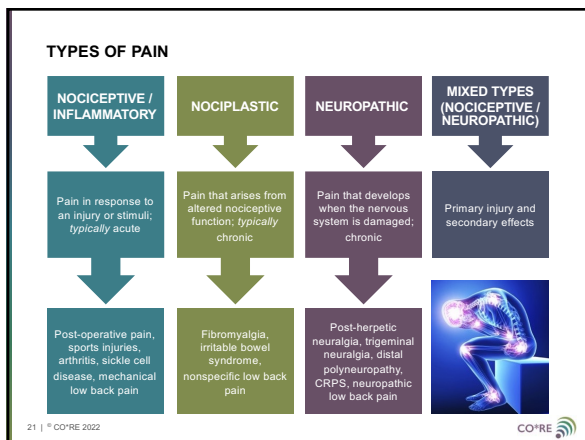 TYPES OF PAIN
NOCICEPTIVE /
INFLAMMATORY
Pain in response to
an injury or stimuli;
typically acute
Post-operative pain,
sports injuries,
arthritis, sickle cell
disease, mechanical
low back pain
NOCIPLASTIC
Pain that arises from
altered nociceptive
function; typically
chronic
Fibromyalgia,
irritable bowel
syndrome,
nonspecific low back
pain
NEUROPATHIC
Pain that develops
when the nervous
system is damaged;
chronic
Post-herpetic
neuralgia, trigeminal
neuralgia, distal
polyneuropathy,
CRPS, neuropathic
low back pain
MIXED TYPES
(NOCICEPTIVE /
NEUROPATHIC)
Primary injury and
secondary effects
21 | © CO*RE 2022
CO*RE